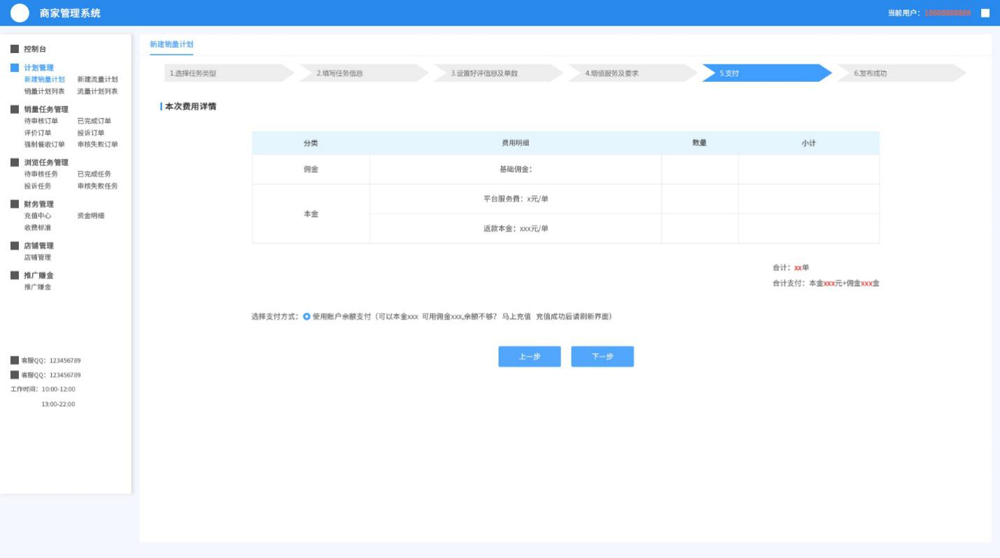 商家管理系统
当前用户：18888888888
控制台
计划管理
新建销量计划 新建流量计划
销量计划列表 流量计划列表
销量任务管理
待审核订单 已完成订单
评价订单 投诉订单
强制催收订单 审核失败订单
浏览任务管理
待审核任务 已完成任务
投诉任务 审核失败任务
财务管理
充值中心 资金明细
收费标准
店铺管理
店铺管理
推广赚金
推广赚金
客服QQ：123456789
客服QQ：123456789
工作时间：10:00-12:00
13:00-22:00
新建销量计划
1.选择任务类型 2.填写任务信息 3.设置好评信息及单数 4.增值服务及要求 5.支付 6.发布成功
本次费用详情
分类 费用明细 数量 小计
佣金 基础佣金：
本金 平台服务费：x元/单
返款本金：xxx元/单
合计：xx单
合计支付：本金xxx元+佣金xxx金
选择支付方式： 使用账户余额支付（可以本金xxx 可用佣金xxx,余额不够？ 马上充值 充值成功后请刷新界面）
上一步 下一步